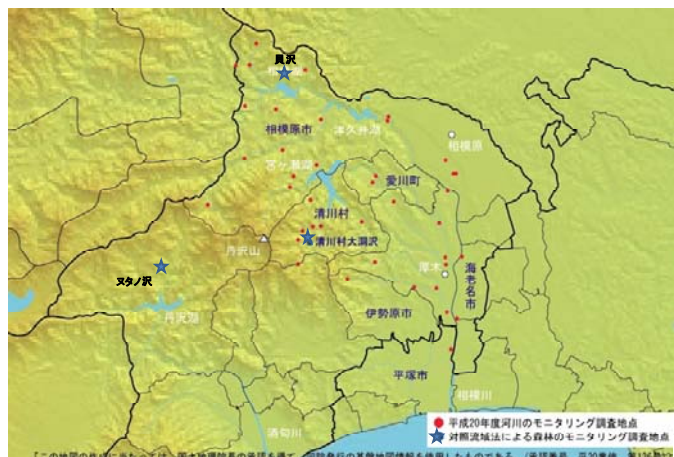 貝沢
相模原市
津久井湖
相模原
宮ヶ瀬湖
愛川町
清川村
清川村大洞沢
丹沢山
ヌタノ沢
海老名市
厚木
丹沢湖
伊勢原市
平塚市
相模川
酒匂川
平成20年度河川のモニタリング調査地点
対照流域法による森林のモニタリング調査地点